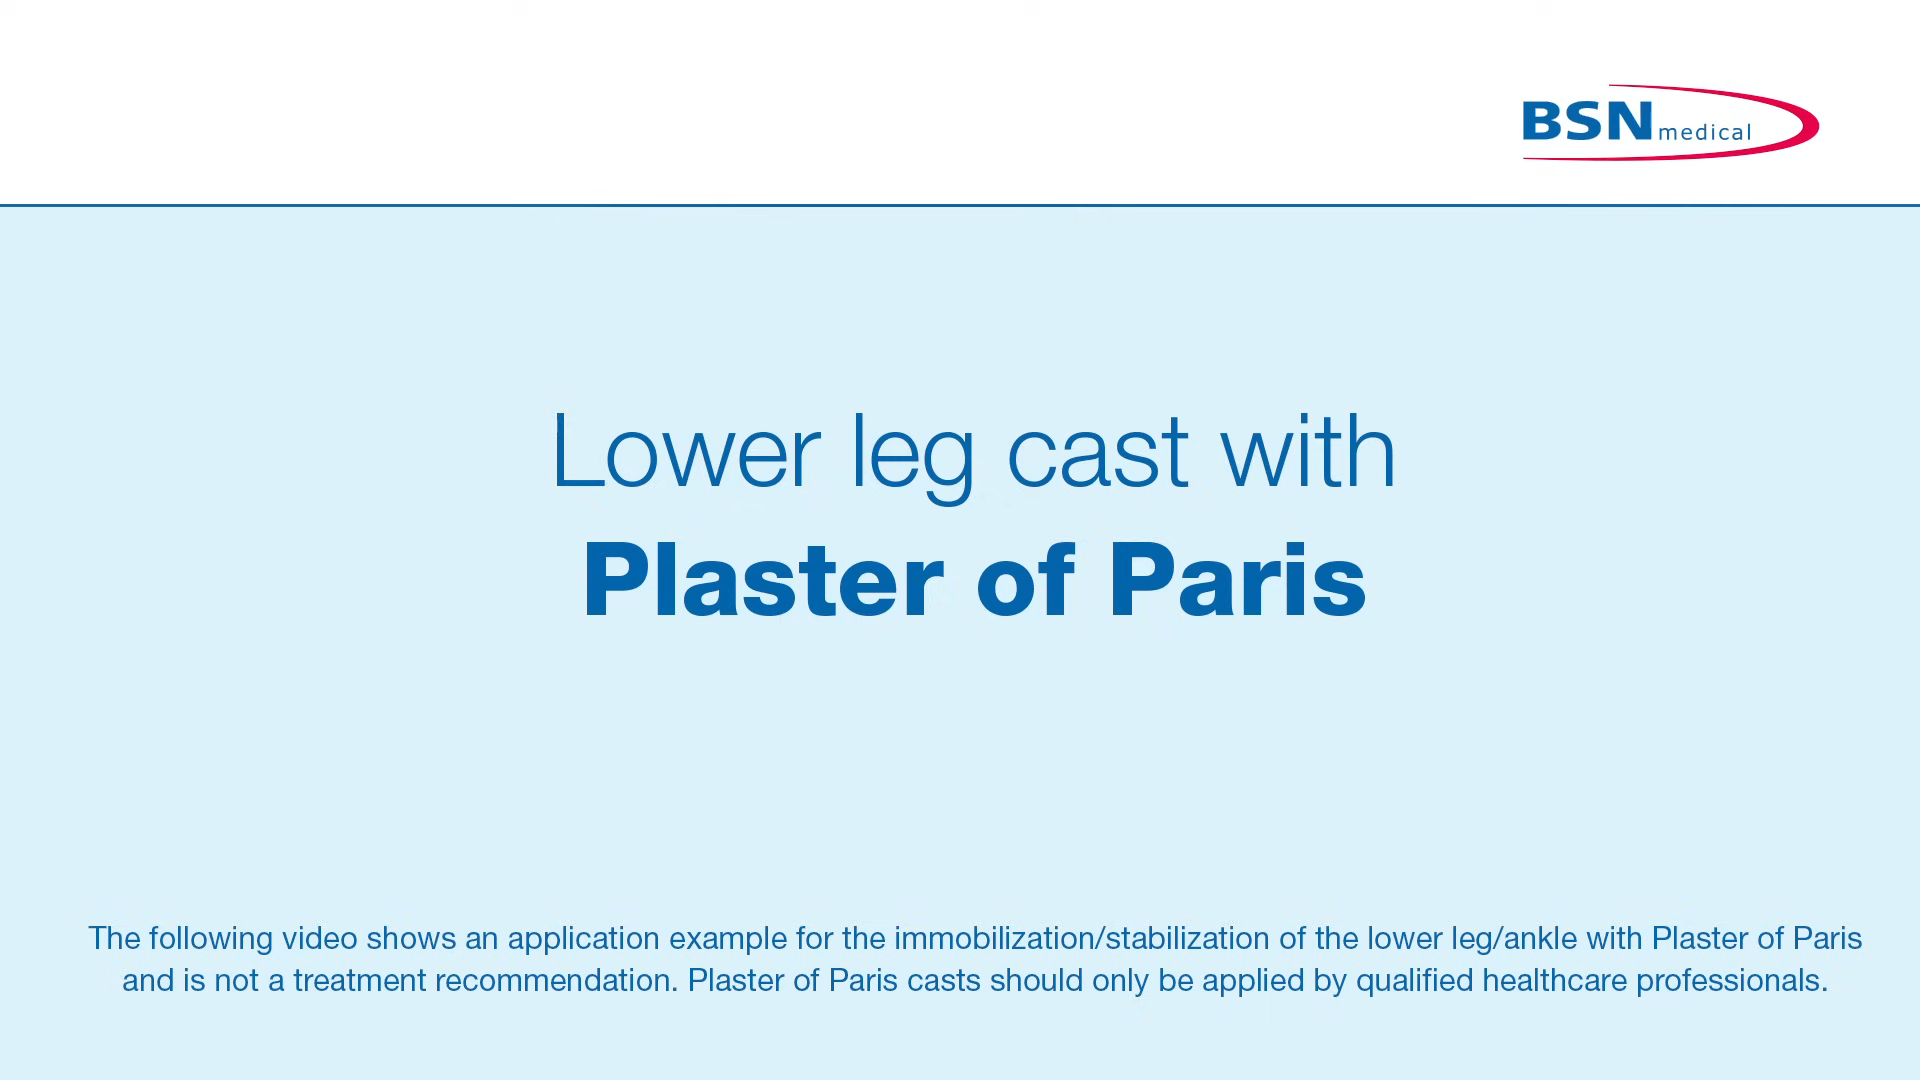 BSN medical
Lower leg cast with
Plaster of Paris
The following video shows an application example for the immobilization/stabilization of the lower leg/ankle with Plaster of Paris
and is not a treatment recommendation. Plaster of Paris casts should only be applied by qualified healthcare professionals.